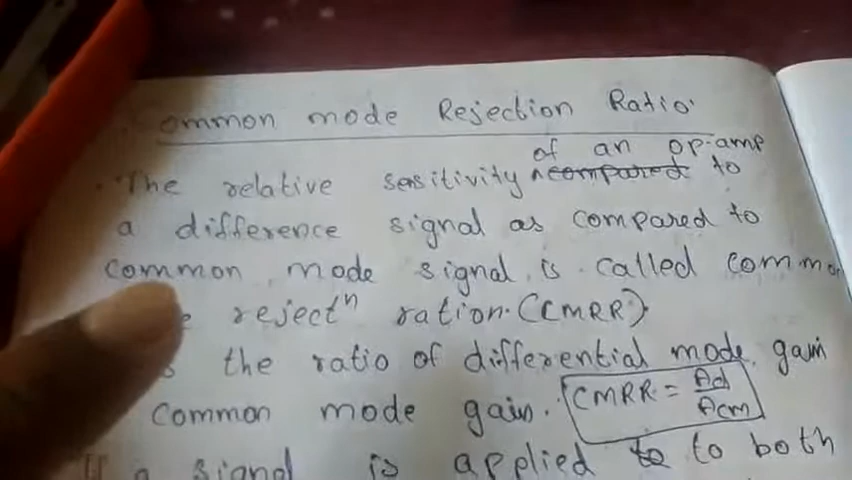 ommon mode Rejection Ratio
of an op-amp
The relative sensitivity compared to
a difference signal as compared to
common mode signal is called commo
e rejectⁿ ration. (CMRR)
the ratio of differential mode gain
common mode gain. CMRR = Ad/Acm
If a signal is applied to to both